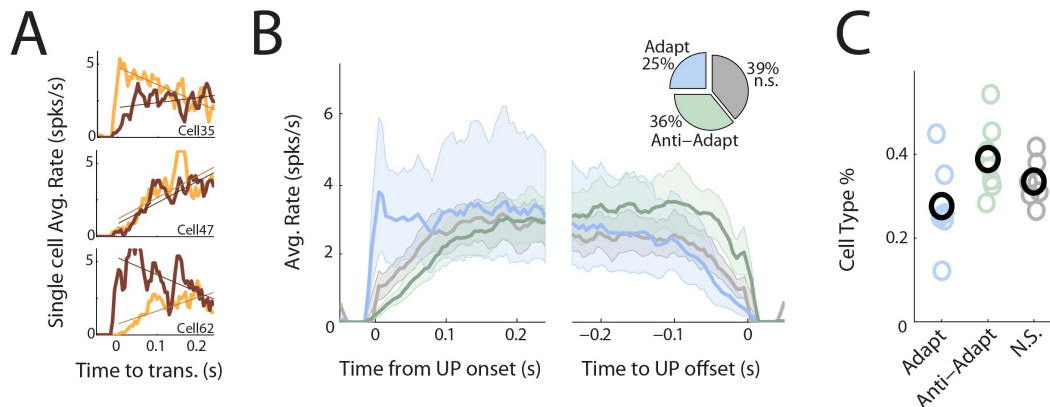 A
Single cell Avg. Rate (spks/s)
5
0
Cell35
5
0
Cell47
5
0
Cell62
0 0.1 0.2
Time to trans. (s)
B
Avg. Rate (spks/s)
6
4
2
0
0 0.1 0.2
Time from UP onset (s)
−0.2 −0.1 0
Time to UP offset (s)
Adapt
25%
39%
n.s.
36%
Anti−Adapt
C
Cell Type %
0.4
0.2
0
Adapt
Anti−Adapt
N.S.